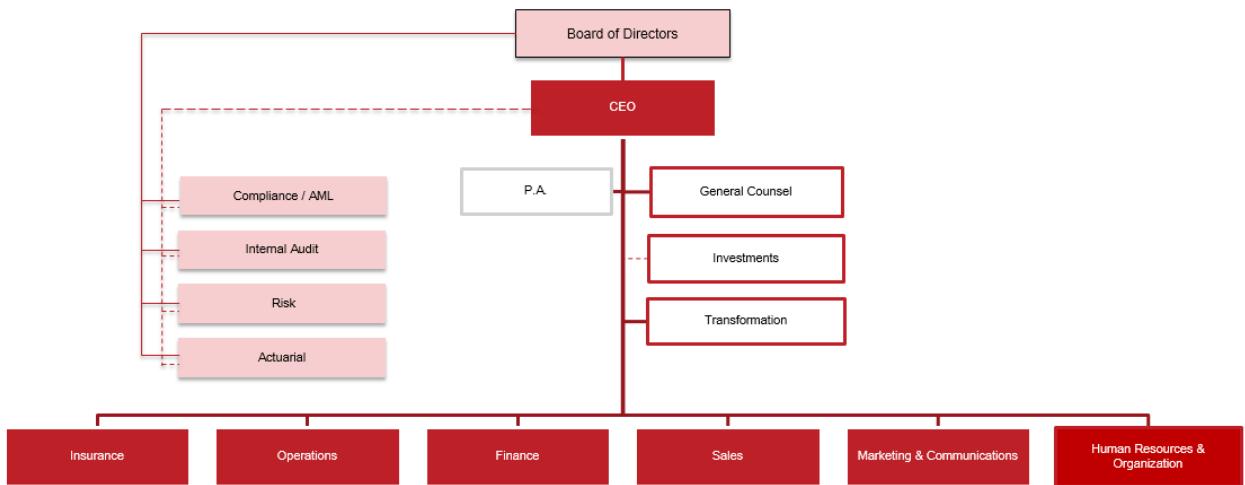 Board of Directors
CEO
P.A.
General Counsel
Compliance / AML
Internal Audit
Investments
Risk
Transformation
Actuarial
Insurance
Operations
Finance
Sales
Marketing & Communications
Human Resources &
Organization